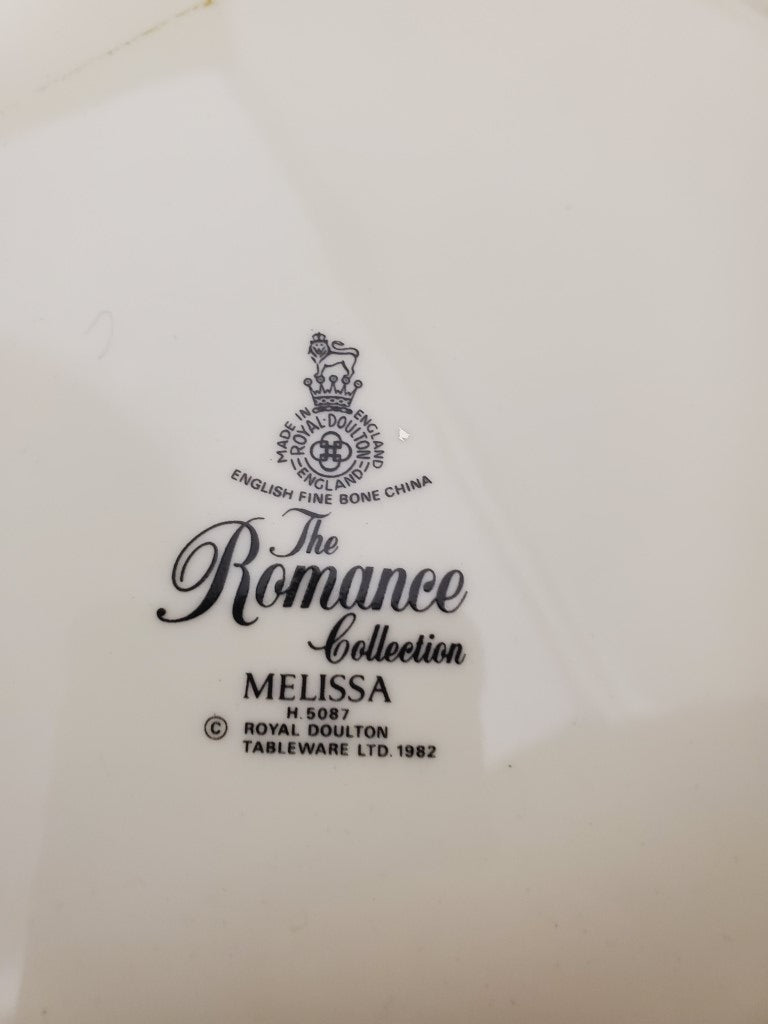 MADE IN ENGLAND
ROYAL·DOULTON
ENGLAND
ENGLISH FINE BONE CHINA
The
Romance
Collection
MELISSA
H.5087
© ROYAL DOULTON
TABLEWARE LTD. 1982